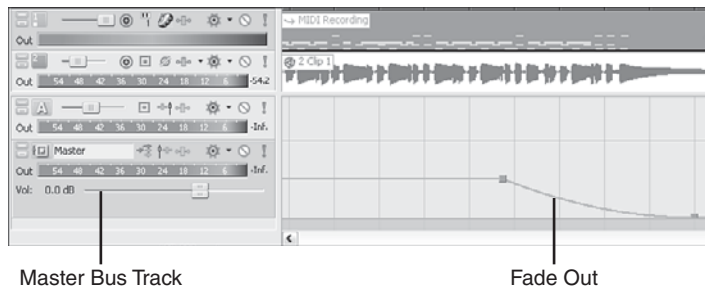 1
MIDI Recording
Out
2
2 Clip 1
Out 54 48 42 36 30 24 18 12 6 -54.2
A
Out 54 48 42 36 30 24 18 12 6 -Inf.
Master
Out 54 48 42 36 30 24 18 12 6 -Inf.
Vol: 0.0 dB
Master Bus Track
Fade Out